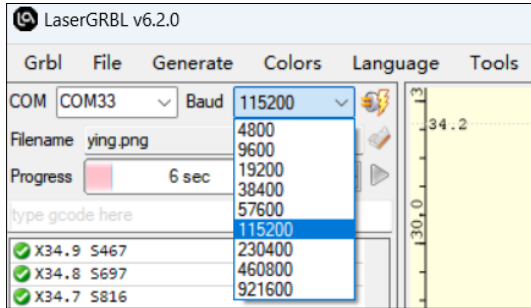 LaserGRBL v6.2.0
Grbl File Generate Colors Language Tools
COM COM33 Baud 115200
Filename ying.png
Progress 6 sec
type gcode here
4800
9600
19200
38400
57600
115200
230400
460800
921600
X34.9 S467
X34.8 S697
X34.7 S816
34.2
30,0